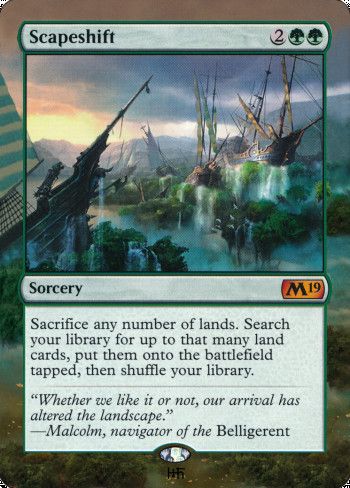 Scapeshift 2
Sorcery M19
Sacrifice any number of lands. Search
your library for up to that many land
cards, put them onto the battlefield
tapped, then shuffle your library.
“Whether we like it or not, our arrival has
altered the landscape.”
—Malcolm, navigator of the Belligerent